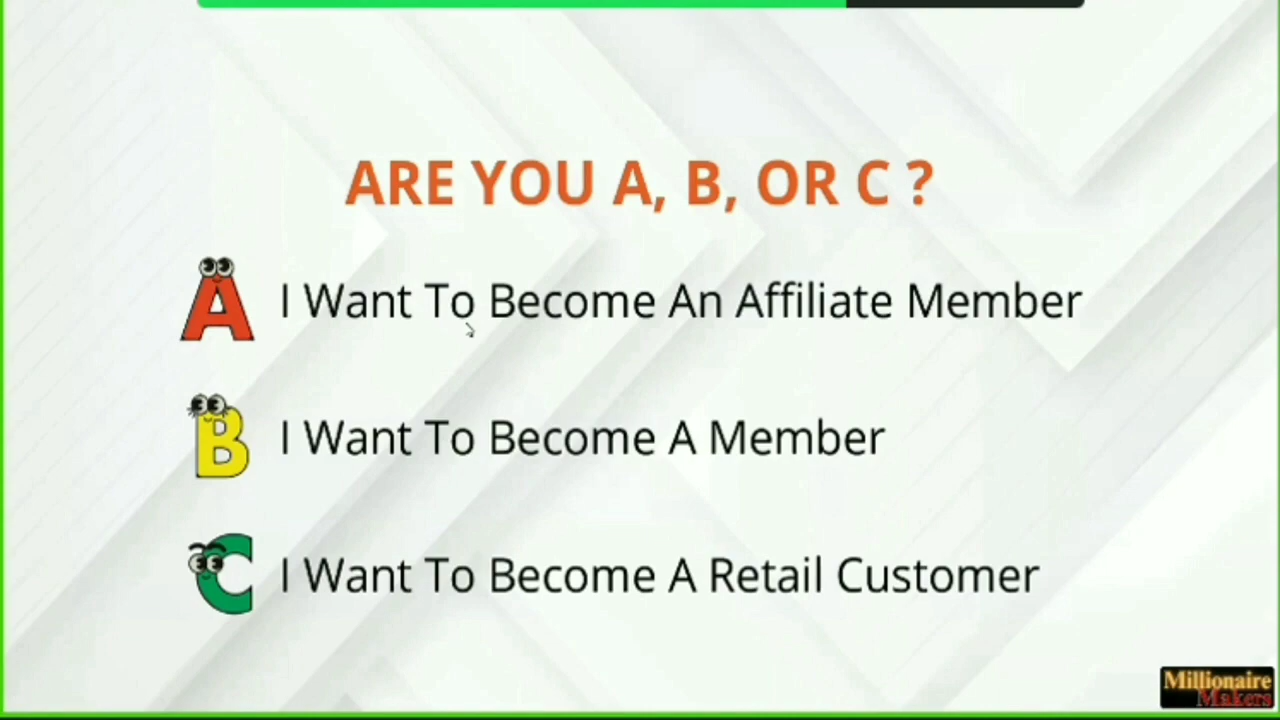 ARE YOU A, B, OR C ?
A I Want To Become An Affiliate Member
B I Want To Become A Member
C I Want To Become A Retail Customer
Millionaire
Makers